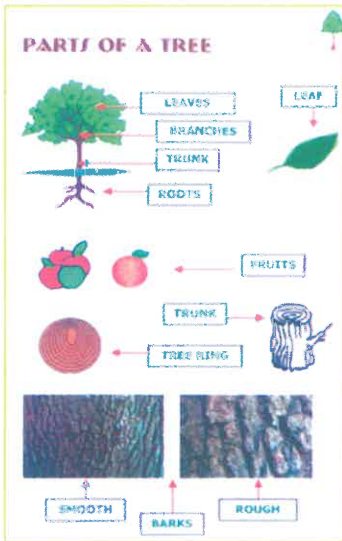 PARTS OF A TREE
LEAVES
LEAF
BRANCHES
TRUNK
ROOTS
FRUITS
TRUNK
TREE RING
SMOOTH
BARKS
ROUGH